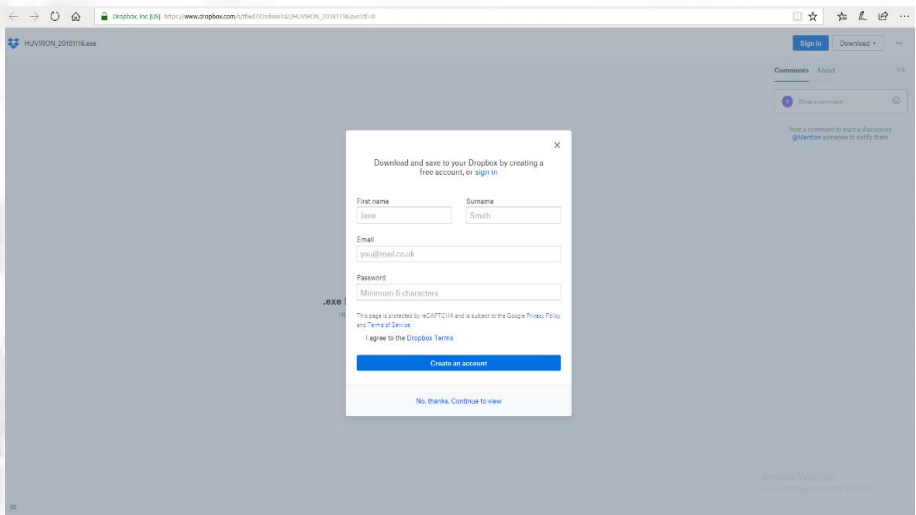 Dropbox, Inc [US] https://www.dropbox.com/s/
HUVIRON_20181116.exe
Sign in
Download
Comments About
Write a comment
Post a comment to start a discussion.
@Mention someone to notify them.
Download and save to your Dropbox by creating a
free account, or sign in
First name Surname
Jane Smith
Email
you@mail.co.uk
Password
Minimum 6 characters
.exe
This page is protected by reCAPTCHA and is subject to the Google Privacy Policy
and Terms of Service
I agree to the Dropbox Terms
Create an account
No, thanks. Continue to view
Activate Windows